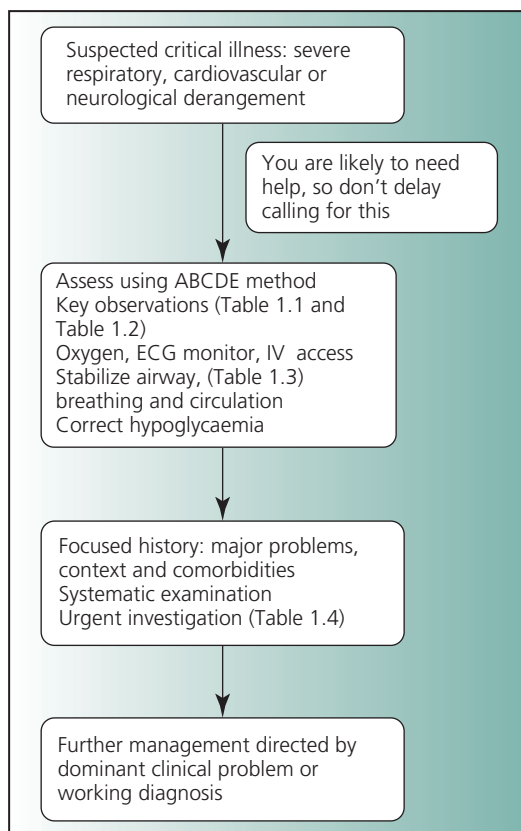 Suspected critical illness: severe
respiratory, cardiovascular or
neurological derangement
You are likely to need
help, so don’t delay
calling for this
Assess using ABCDE method
Key observations (Table 1.1 and
Table 1.2)
Oxygen, ECG monitor, IV access
Stabilize airway, (Table 1.3)
breathing and circulation
Correct hypoglycaemia
Focused history: major problems,
context and comorbidities
Systematic examination
Urgent investigation (Table 1.4)
Further management directed by
dominant clinical problem or
working diagnosis